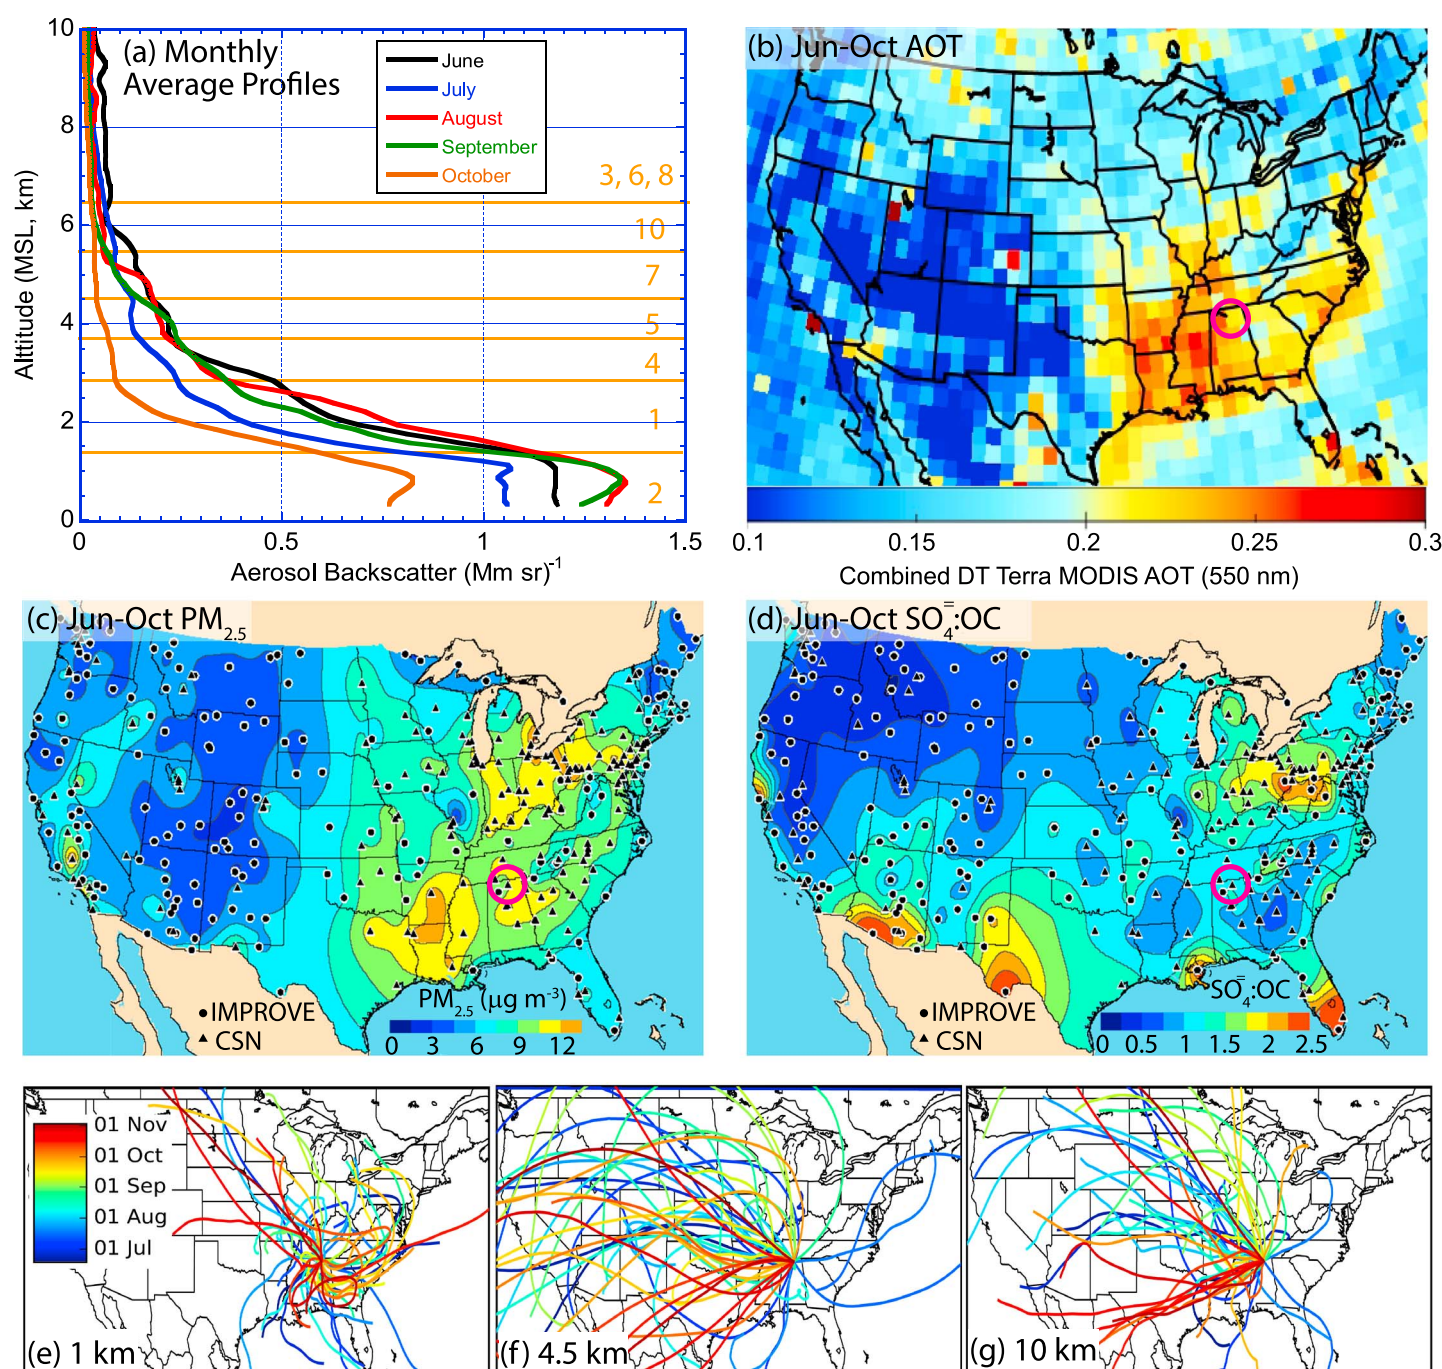 (a) Monthly
Average Profiles
June
July
August
September
October
3, 6, 8
10
7
5
4
1
2
10
8
6
4
2
0
Alttitude (MSL, km)
0
0.5
1
1.5
Aerosol Backscatter (Mm sr)⁻¹
(b) Jun-Oct AOT
0.1
0.15
0.2
0.25
0.3
Combined DT Terra MODIS AOT (550 nm)
(c) Jun-Oct PM₂.₅
IMPROVE
CSN
PM₂.₅ (µg m⁻³)
0 3 6 9 12
(d) Jun-Oct SO₄⁼:OC
IMPROVE
CSN
SO₄⁼:OC
0 0.5 1 1.5 2 2.5
01 Nov
01 Oct
01 Sep
01 Aug
01 Jul
(e) 1 km
(f) 4.5 km
(g) 10 km